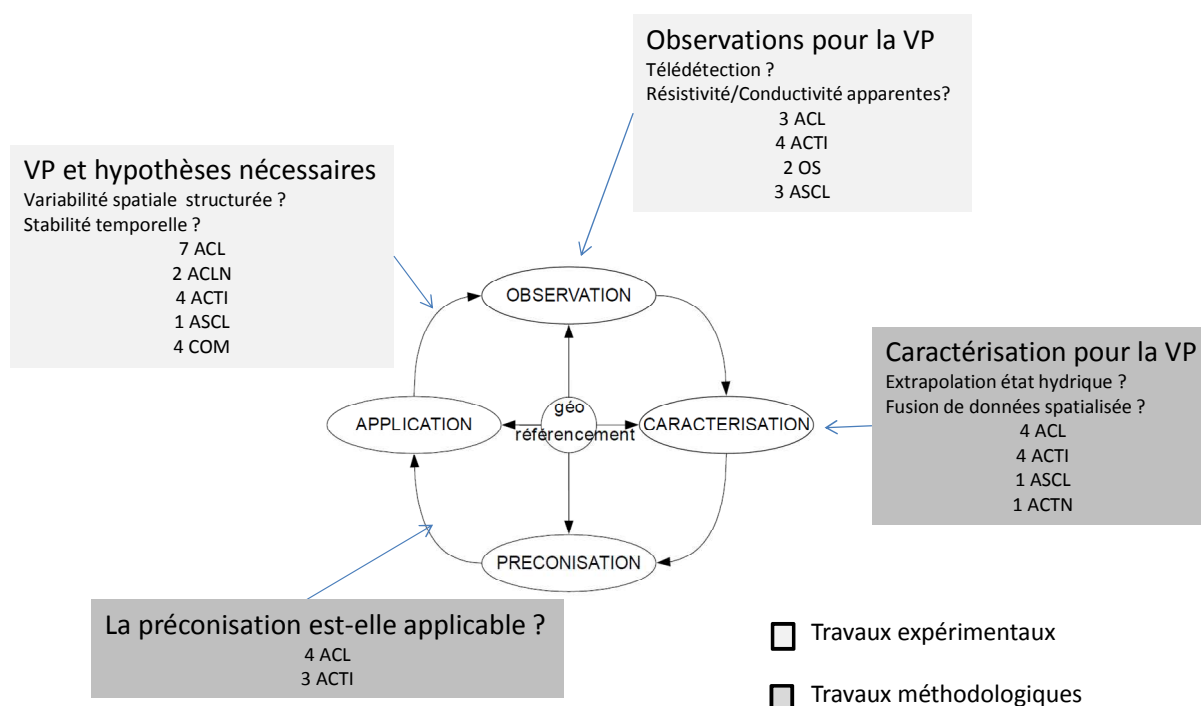 Observations pour la VP
Télédétection ?
Résistivité/Conductivité apparentes?
3 ACL
4 ACTI
2 OS
3 ASCL
VP et hypothèses nécessaires
Variabilité spatiale structurée ?
Stabilité temporelle ?
7 ACL
2 ACLN
4 ACTI
1 ASCL
4 COM
OBSERVATION
Caractérisation pour la VP
Extrapolation état hydrique ?
Fusion de données spatialisée ?
4 ACL
4 ACTI
1 ASCL
1 ACTN
APPLICATION
géo
référencement
CARACTERISATION
PRECONISATION
La préconisation est-elle applicable ?
4 ACL
3 ACTI
Travaux expérimentaux
Travaux méthodologiques